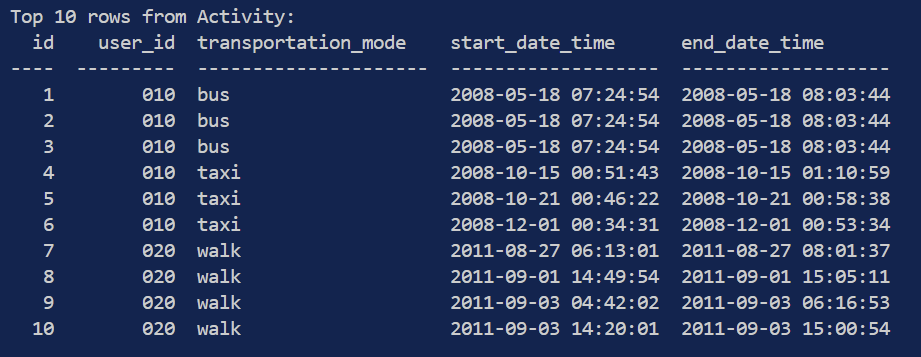 Top 10 rows from Activity:
  id    user_id  transportation_mode    start_date_time      end_date_time
----  ---------  ---------------------  -------------------  -------------------
   1        010  bus                    2008-05-18 07:24:54  2008-05-18 08:03:44
   2        010  bus                    2008-05-18 07:24:54  2008-05-18 08:03:44
   3        010  bus                    2008-05-18 07:24:54  2008-05-18 08:03:44
   4        010  taxi                   2008-10-15 00:51:43  2008-10-15 01:10:59
   5        010  taxi                   2008-10-21 00:46:22  2008-10-21 00:58:38
   6        010  taxi                   2008-12-01 00:34:31  2008-12-01 00:53:34
   7        020  walk                   2011-08-27 06:13:01  2011-08-27 08:01:37
   8        020  walk                   2011-09-01 14:49:54  2011-09-01 15:05:11
   9        020  walk                   2011-09-03 04:42:02  2011-09-03 06:16:53
  10        020  walk                   2011-09-03 14:20:01  2011-09-03 15:00:54